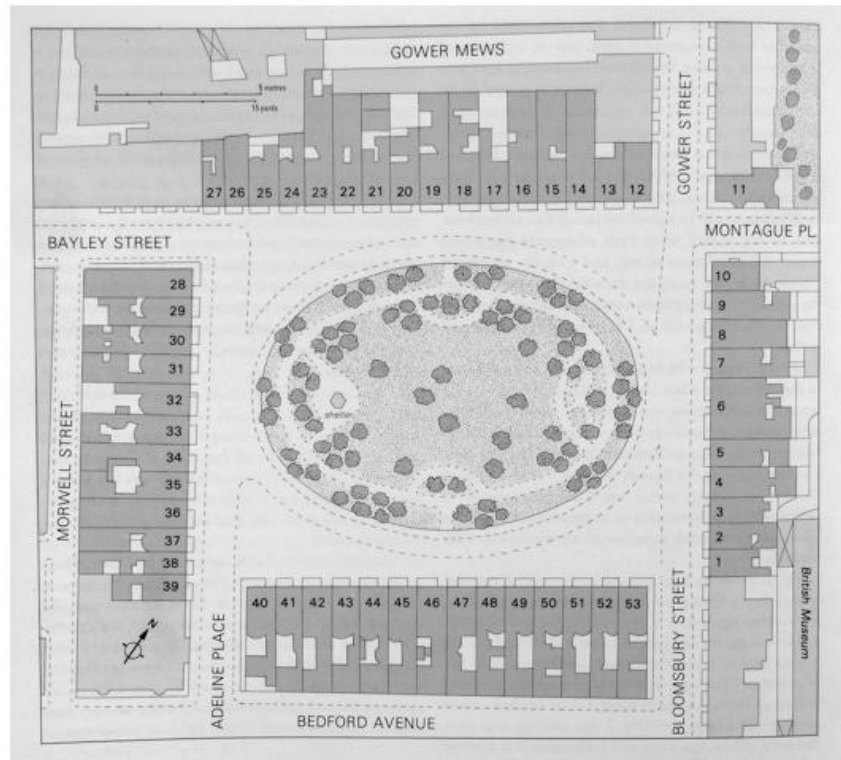 GOWER MEWS
0 5 metres
0 15 yards
GOWER STREET
27 26 25 24 23 22 21 20 19 18 17 16 15 14 13 12
11
BAYLEY STREET
MONTAGUE PL
28
29
30
31
32
33
34
35
36
37
38
39
MORWELL STREET
shelter
10
9
8
7
6
5
4
3
2
1
British Museum
N
40 41 42 43 44 45 46 47 48 49 50 51 52 53
ADELINE PLACE
BLOOMSBURY STREET
BEDFORD AVENUE